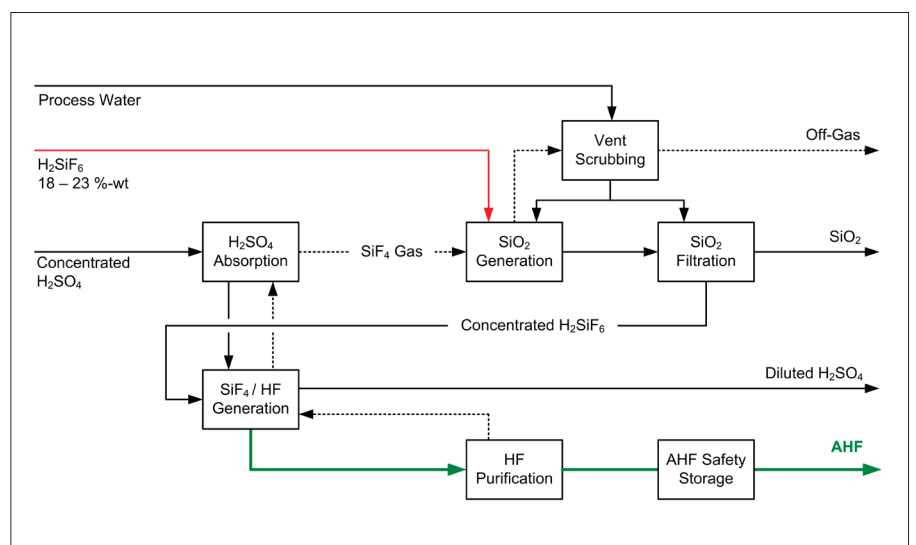 Process Water
Vent
Scrubbing
Off-Gas
H₂SiF₆
18 – 23 %-wt
H₂SO₄
Absorption
SiF₄ Gas
SiO₂
Generation
SiO₂
Filtration
SiO₂
Concentrated
H₂SO₄
Concentrated H₂SiF₆
SiF₄ / HF
Generation
Diluted H₂SO₄
HF
Purification
AHF Safety
Storage
AHF